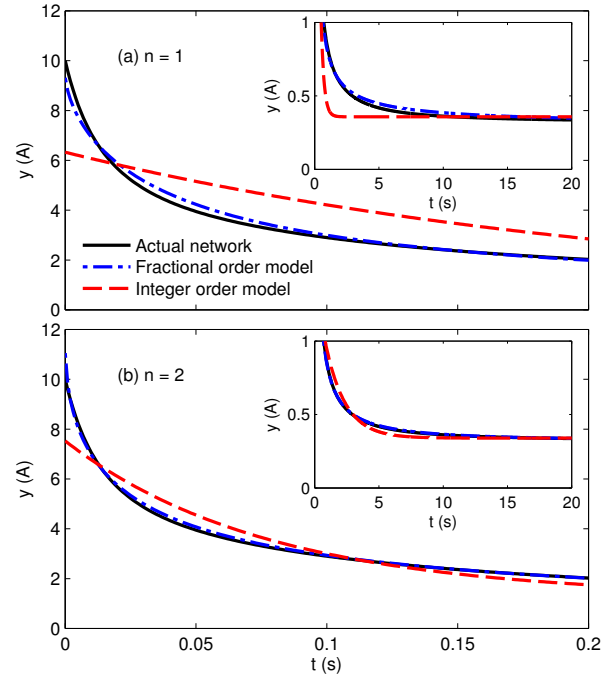 12
10
8
6
4
2
0
y (A)
(a) n = 1
1
0.5
0
y (A)
0 5 10 15 20
t (s)
Actual network
Fractional order model
Integer order model
12
10
8
6
4
2
0
y (A)
(b) n = 2
1
0.5
0
y (A)
0 5 10 15 20
t (s)
0 0.05 0.1 0.15 0.2
t (s)